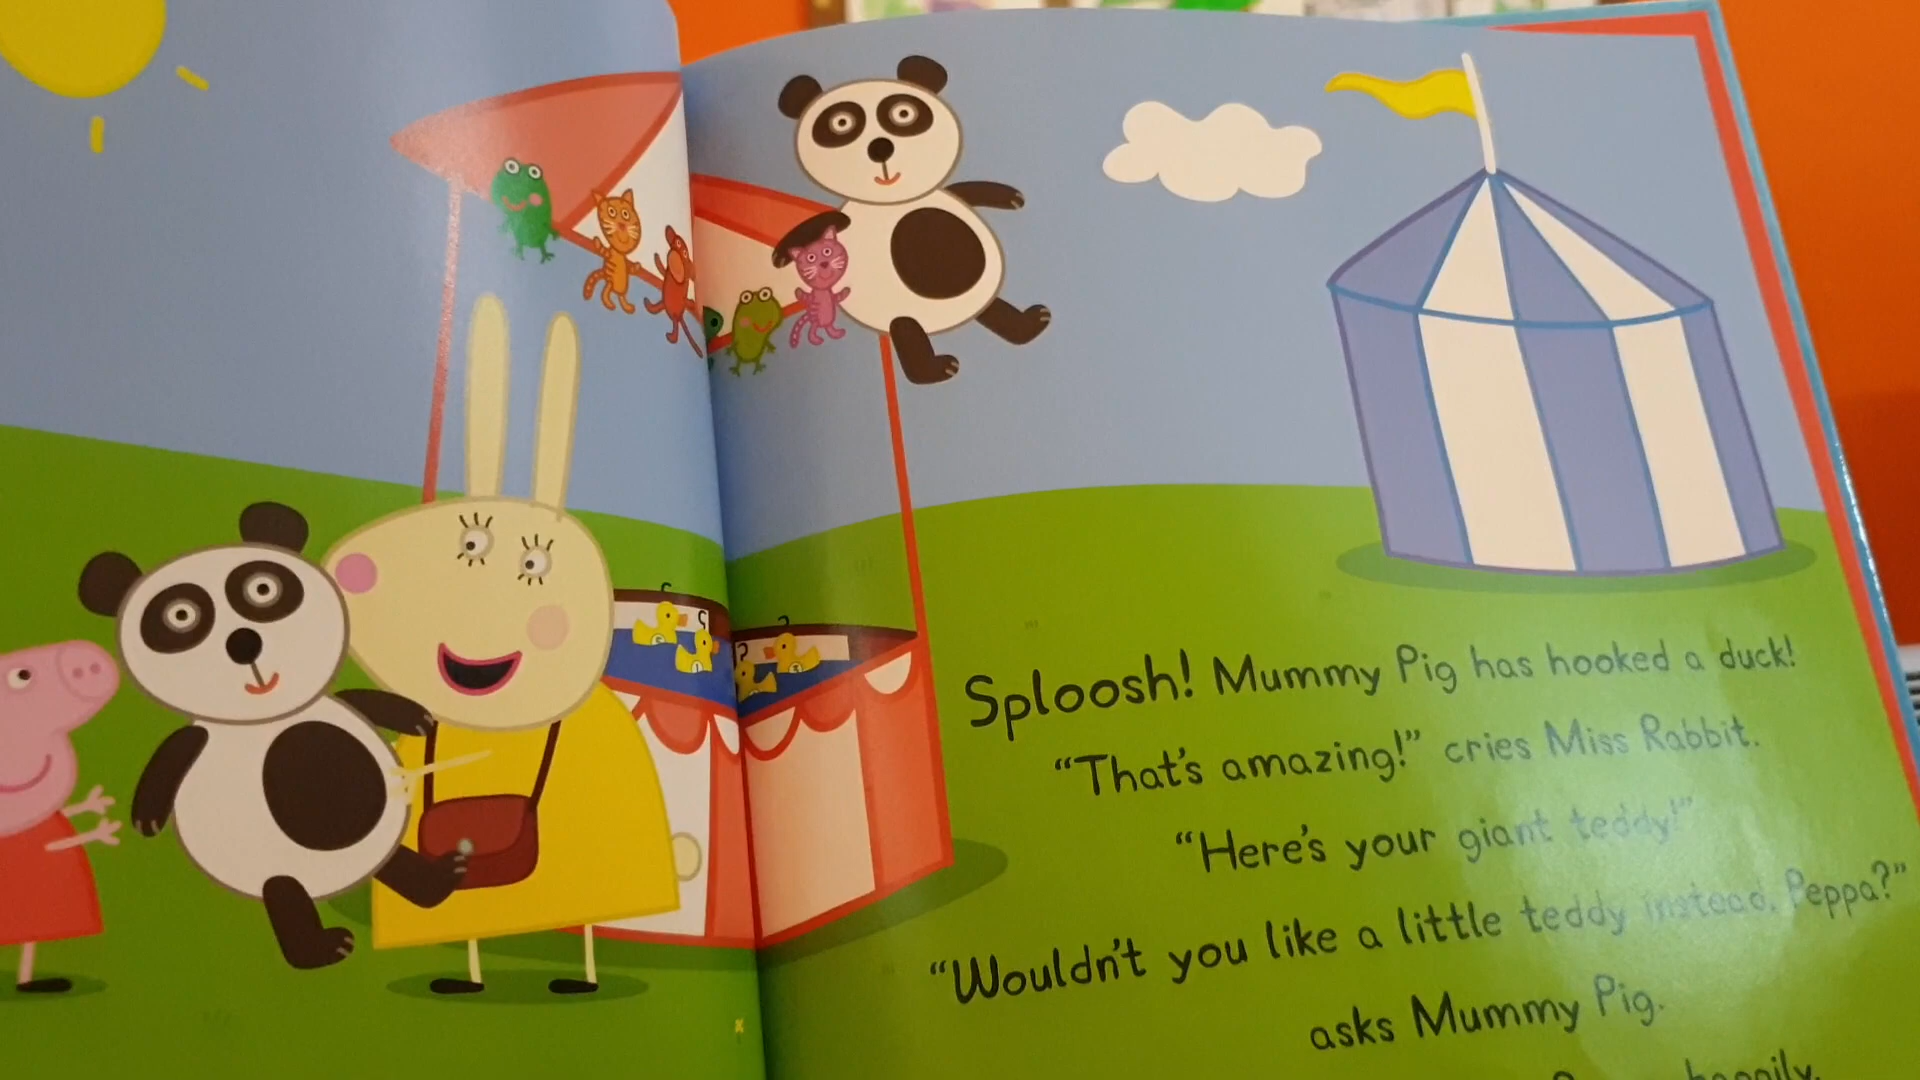 Sploosh! Mummy Pig has hooked a duck!
"That's amazing!" cries Miss Rabbit.
"Here's your giant teddy!"
"Wouldn't you like a little teddy instead, Peppa?"
asks Mummy Pig.
happily.